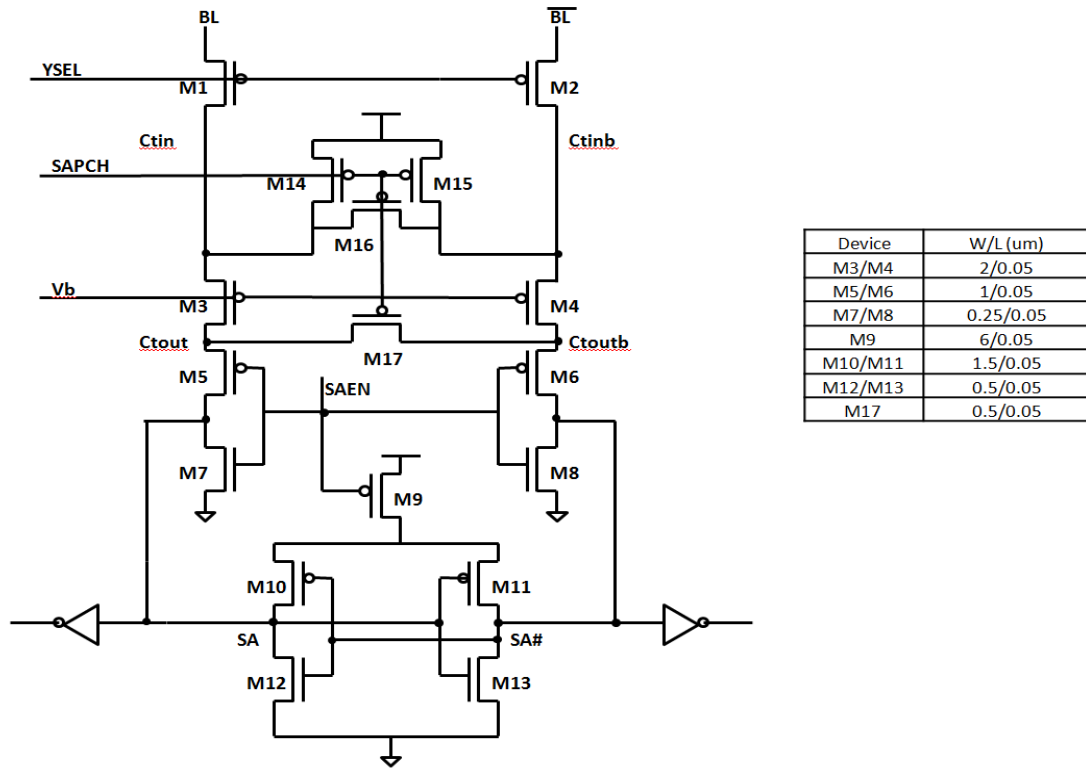 BL
BL
YSEL
M1
M2
Ctin
Ctinb
SAPCH
M14
M15
M16
Vb
M3
M4
Ctout
Ctoutb
M17
M5
M6
SAEN
M7
M8
M9
M10
M11
SA
SA#
M12
M13
Device W/L (um)
M3/M4 2/0.05
M5/M6 1/0.05
M7/M8 0.25/0.05
M9 6/0.05
M10/M11 1.5/0.05
M12/M13 0.5/0.05
M17 0.5/0.05